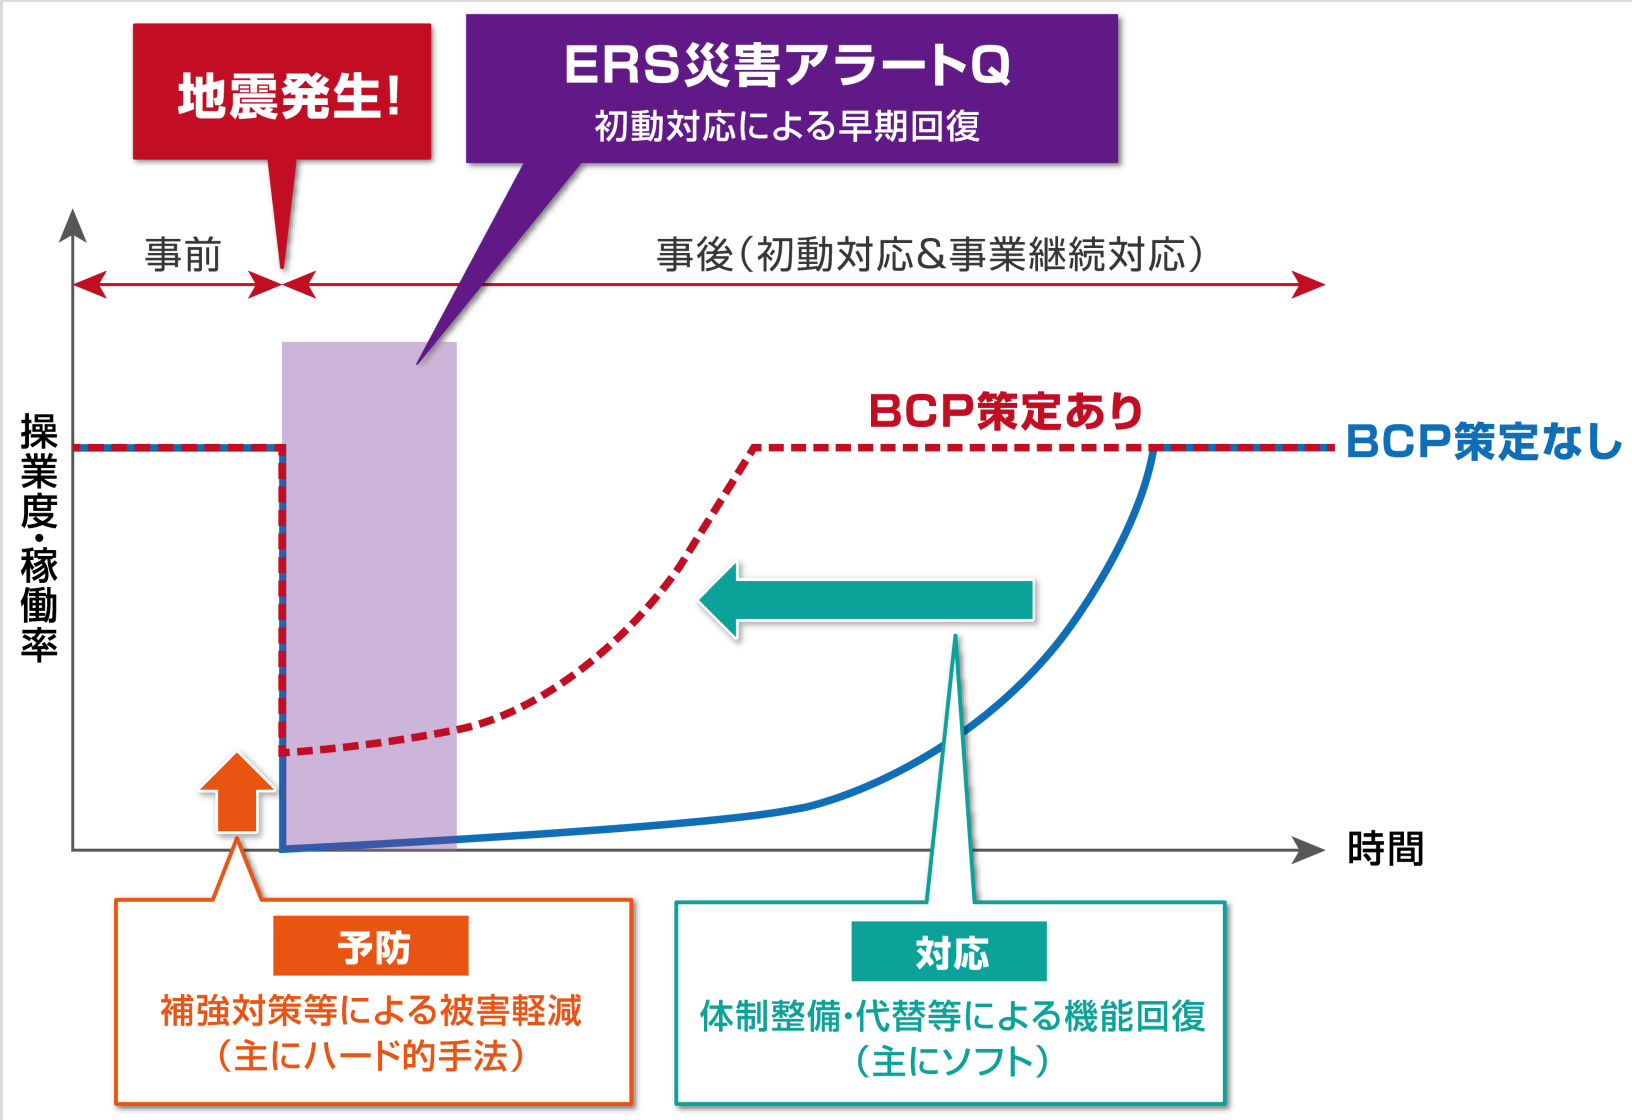 地震発生！
ERS災害アラートQ
初動対応による早期回復
事前
事後（初動対応＆事業継続対応）
操業度・稼働率
BCP策定あり
BCP策定なし
時間
予防
補強対策等による被害軽減
（主にハード的手法）
対応
体制整備・代替等による機能回復
（主にソフト）